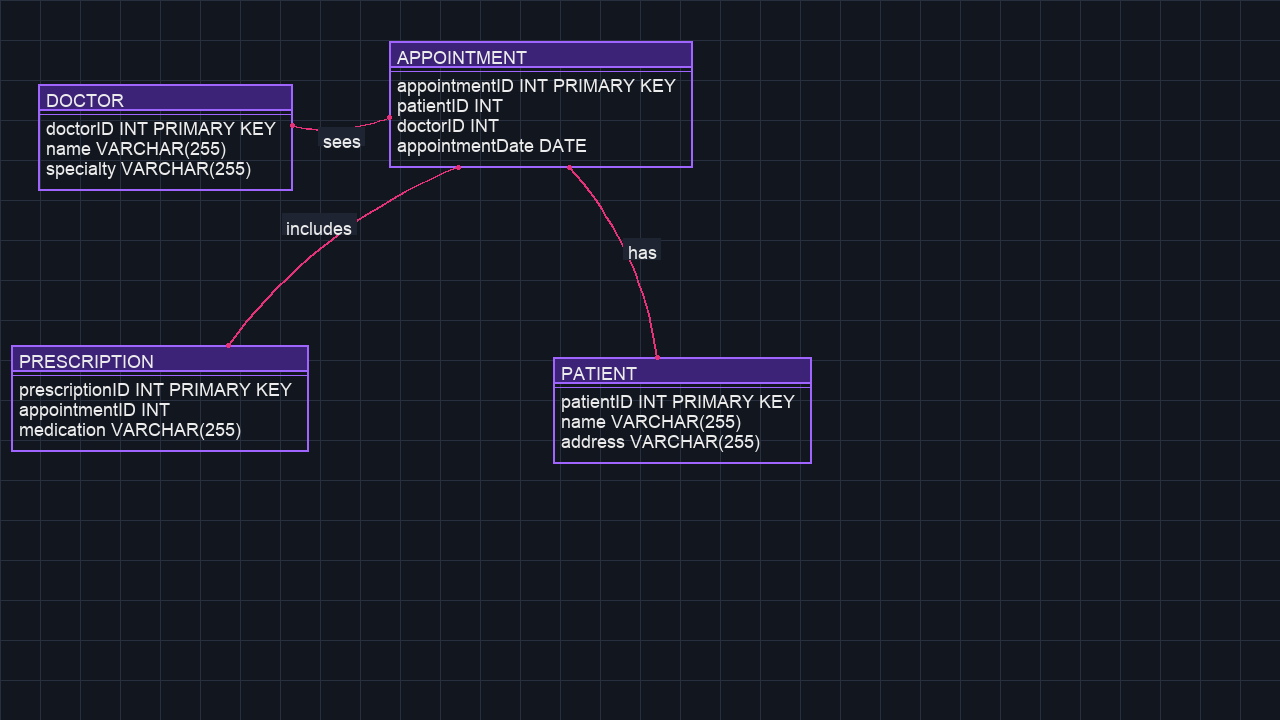 APPOINTMENT
appointmentID INT PRIMARY KEY
patientID INT
doctorID INT
appointmentDate DATE
DOCTOR
doctorID INT PRIMARY KEY
name VARCHAR(255)
specialty VARCHAR(255)
sees
includes
has
PRESCRIPTION
prescriptionID INT PRIMARY KEY
appointmentID INT
medication VARCHAR(255)
PATIENT
patientID INT PRIMARY KEY
name VARCHAR(255)
address VARCHAR(255)